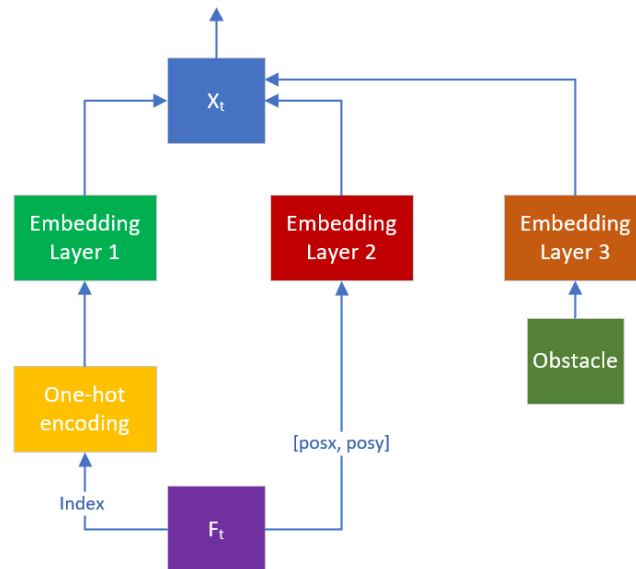 Xₜ
Embedding
Layer 1
Embedding
Layer 2
Embedding
Layer 3
One-hot
encoding
Obstacle
[posx, posy]
Index
Fₜ